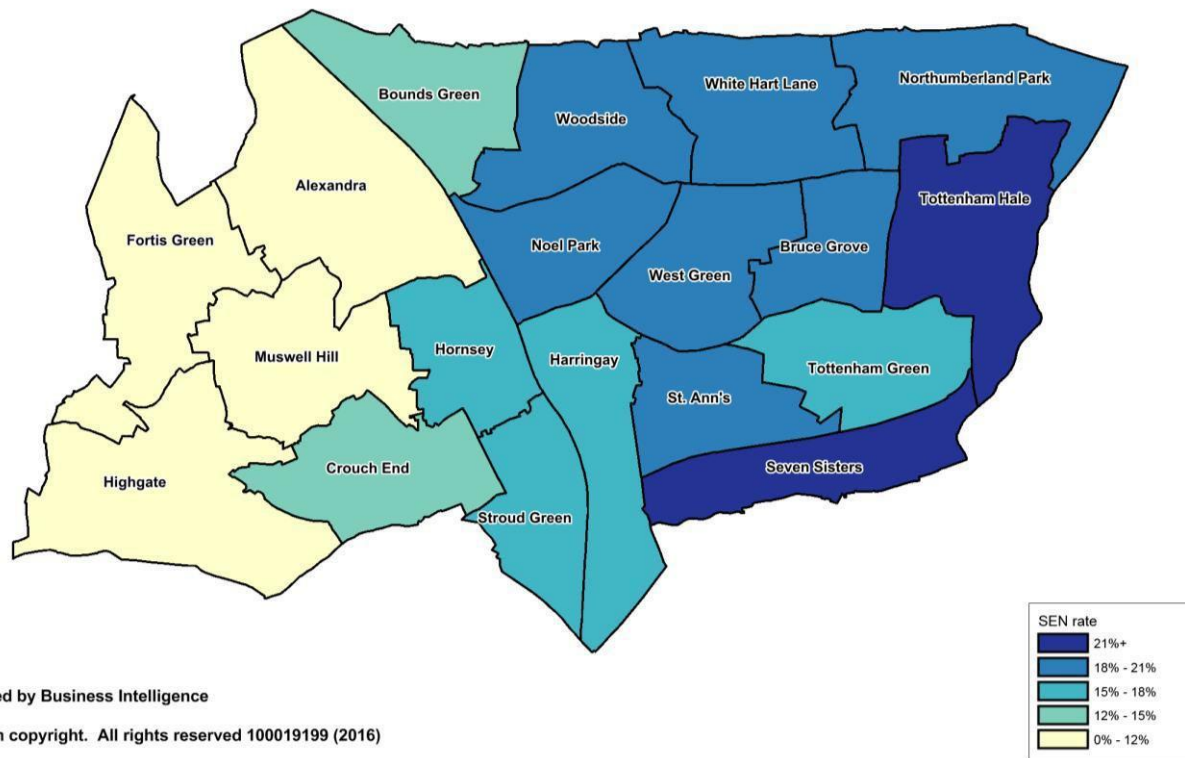 Northumberland Park
White Hart Lane
Bounds Green
Woodside
Alexandra
Tottenham Hale
Fortis Green
Noel Park
Bruce Grove
West Green
Hornsey
Muswell Hill
Harringay
Tottenham Green
St. Ann's
Crouch End
Seven Sisters
Highgate
Stroud Green
SEN rate
21%+
18% - 21%
15% - 18%
12% - 15%
0% - 12%
ed by Business Intelligence
copyright. All rights reserved 100019199 (2016)